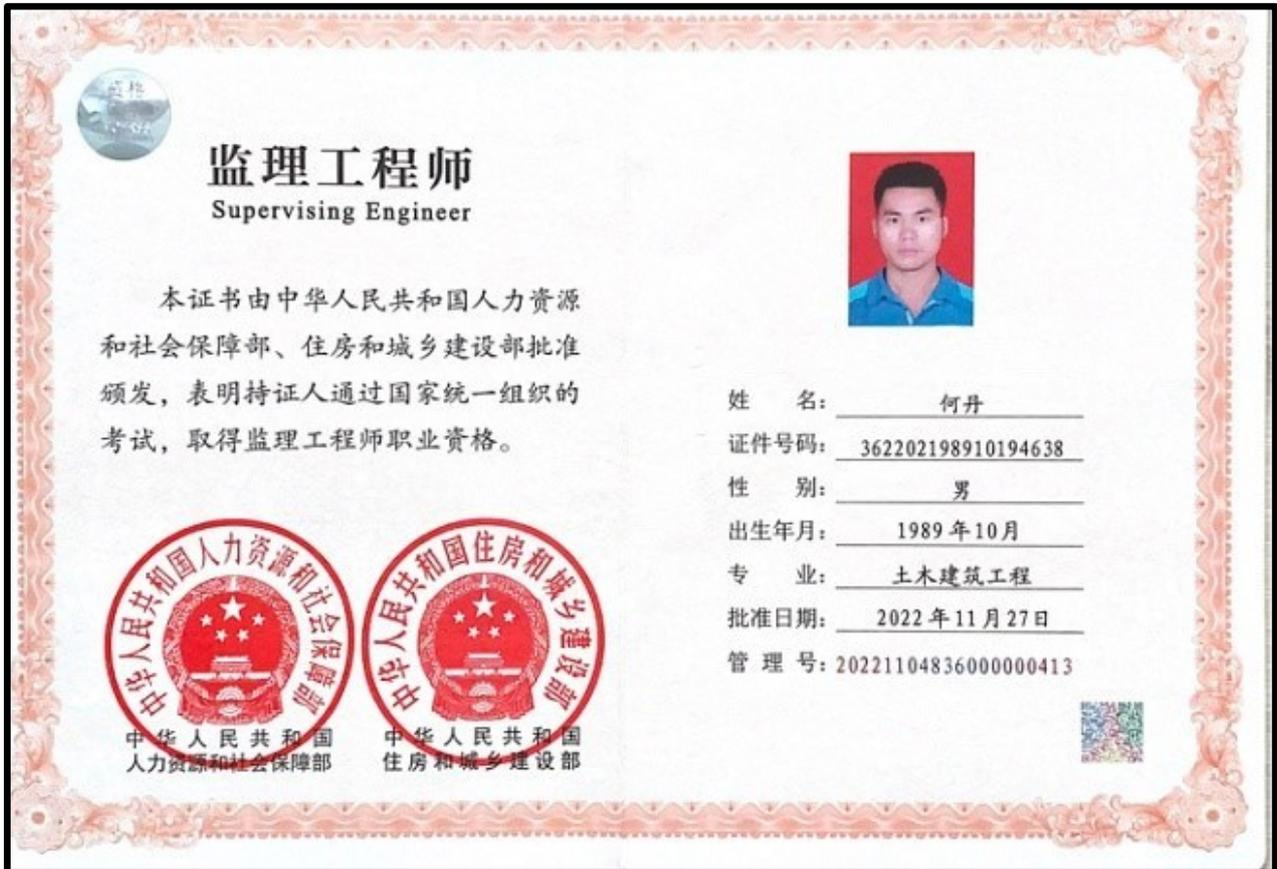 监理工程师
Supervising Engineer
本证书由中华人民共和国人力资源
和社会保障部、住房和城乡建设部批准
颁发，表明持证人通过国家统一组织的
考试，取得监理工程师职业资格。
中华人民共和国人力资源和社会保障部
中华人民共和国住房和城乡建设部
中华人民共和国
人力资源和社会保障部
中华人民共和国
住房和城乡建设部
姓 名：何丹
证件号码：362202198910194638
性 别：男
出生年月：1989年10月
专 业：土木建筑工程
批准日期：2022年11月27日
管 理 号：20221104836000000413